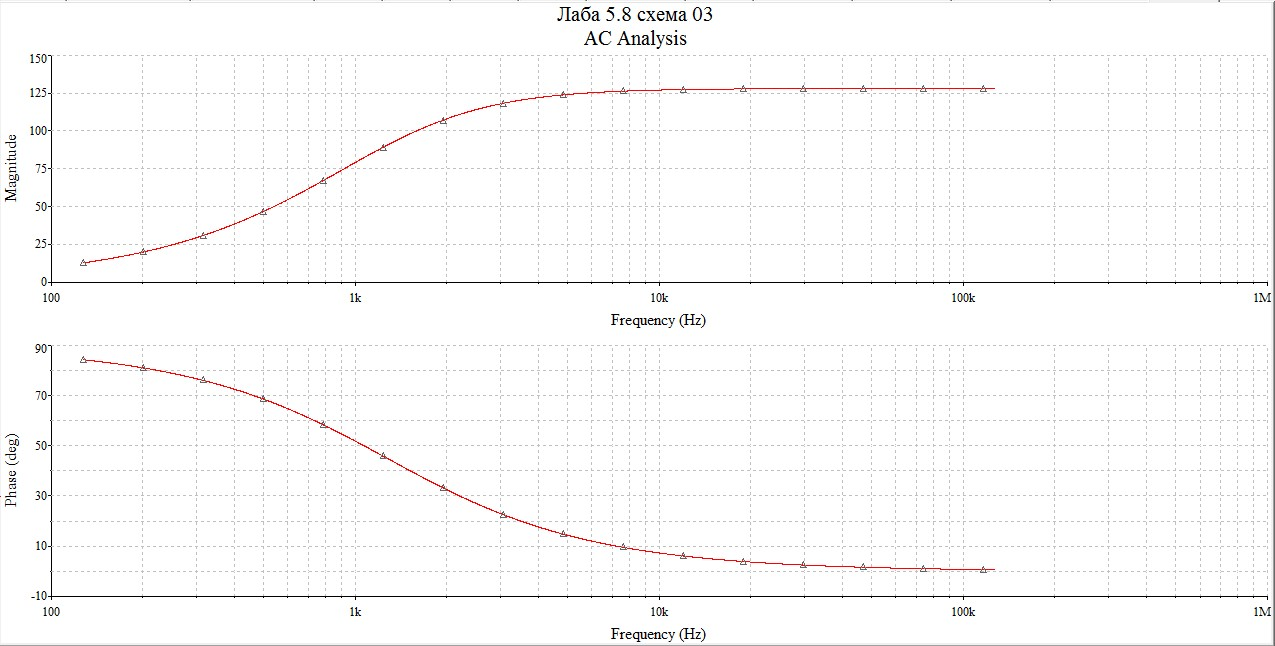 Лаба 5.8 схема 03
AC Analysis
Magnitude
150
125
100
75
50
25
0
100 1k 10k 100k 1M
Frequency (Hz)
Phase (deg)
90
70
50
30
10
-10
100 1k 10k 100k 1M
Frequency (Hz)